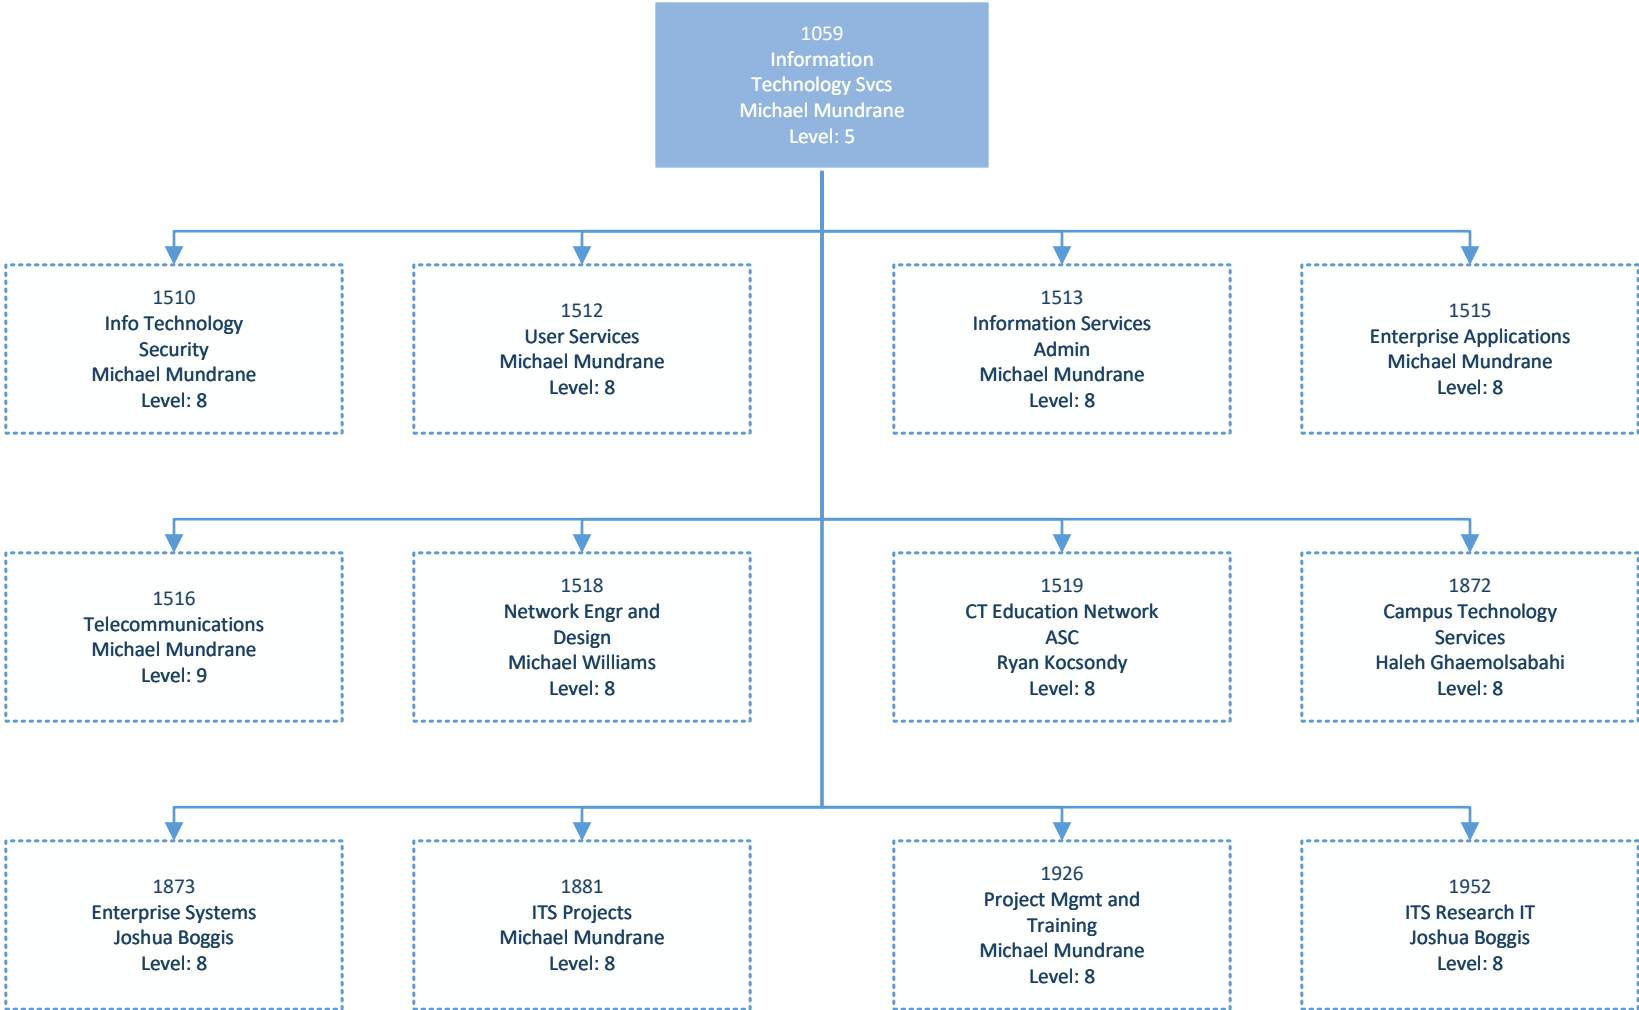 1059
Information
Technology Svcs
Michael Mundrane
Level: 5
1510
Info Technology
Security
Michael Mundrane
Level: 8
1512
User Services
Michael Mundrane
Level: 8
1513
Information Services
Admin
Michael Mundrane
Level: 8
1515
Enterprise Applications
Michael Mundrane
Level: 8
1516
Telecommunications
Michael Mundrane
Level: 9
1518
Network Engr and
Design
Michael Williams
Level: 8
1519
CT Education Network
ASC
Ryan Kocsondy
Level: 8
1872
Campus Technology
Services
Haleh Ghaemolsabahi
Level: 8
1873
Enterprise Systems
Joshua Boggis
Level: 8
1881
ITS Projects
Michael Mundrane
Level: 8
1926
Project Mgmt and
Training
Michael Mundrane
Level: 8
1952
ITS Research IT
Joshua Boggis
Level: 8